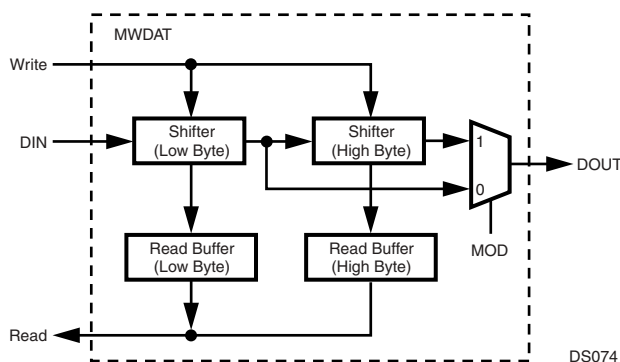 MWDAT
Write
DIN
Shifter
(Low Byte)
Shifter
(High Byte)
1
0
DOUT
MOD
Read Buffer
(Low Byte)
Read Buffer
(High Byte)
Read
DS074